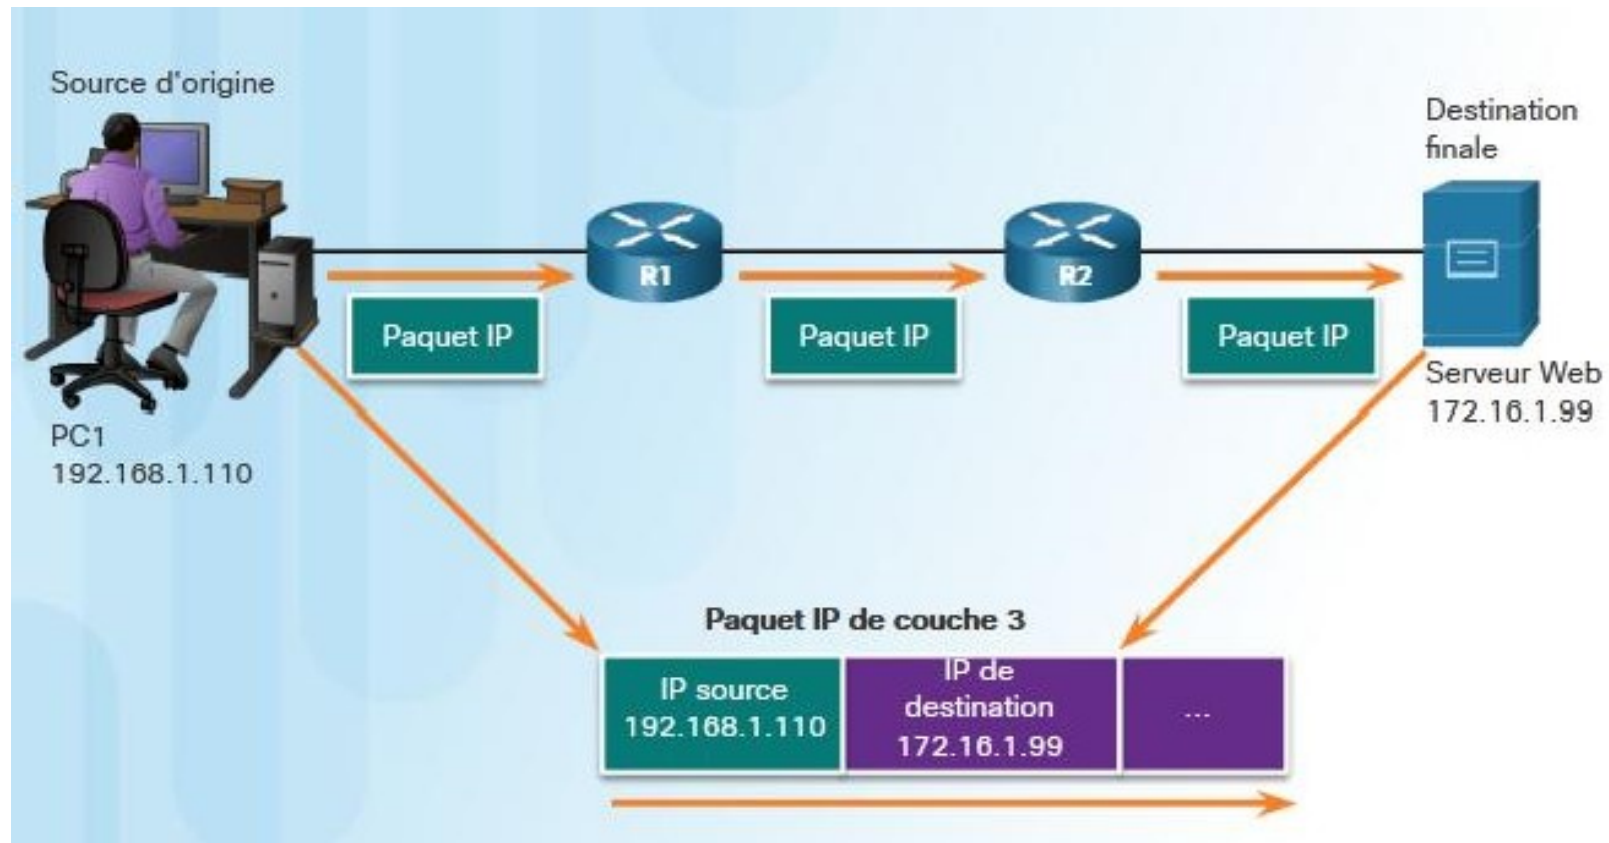 Source d'origine
Destination
finale
R1
R2
Paquet IP
Paquet IP
Paquet IP
Serveur Web
172.16.1.99
PC1
192.168.1.110
Paquet IP de couche 3
IP source
192.168.1.110
IP de
destination
172.16.1.99
...